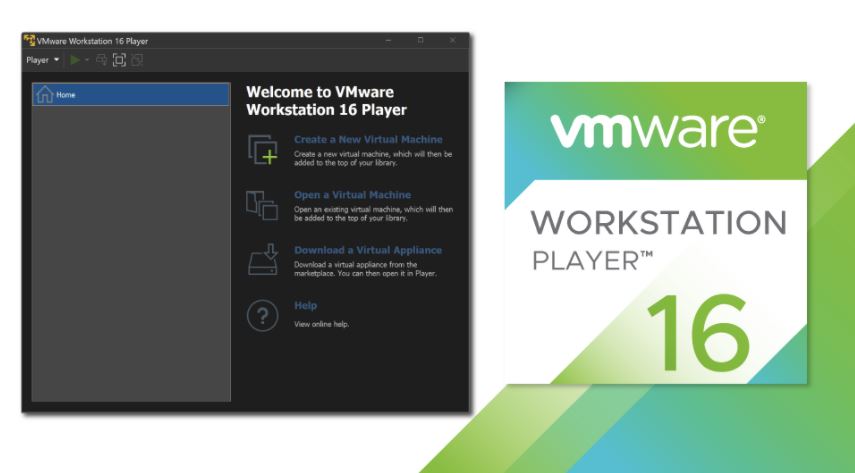 VMware Workstation 16 Player
Player
Home
Welcome to VMware
Workstation 16 Player
Create a New Virtual Machine
Create a new virtual machine, which will then be
added to the top of your library.
Open a Virtual Machine
Open an existing virtual machine, which will then
be added to the top of your library.
Download a Virtual Appliance
Download a virtual appliance from the
marketplace. You can then open it in Player.
Help
View online help.
vmware®
WORKSTATION
PLAYER™
16